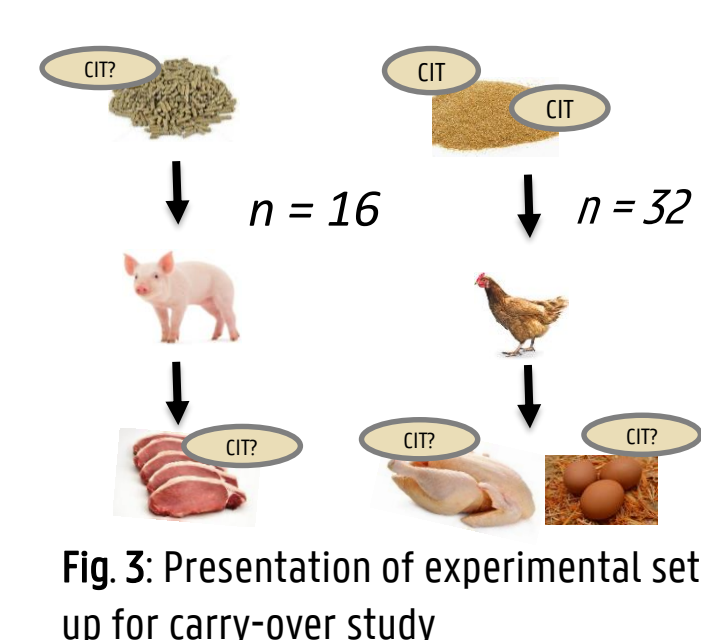 CIT?
CIT
CIT
n = 16
n = 32
CIT?
CIT?
CIT?
Fig. 3: Presentation of experimental set
up for carry-over study